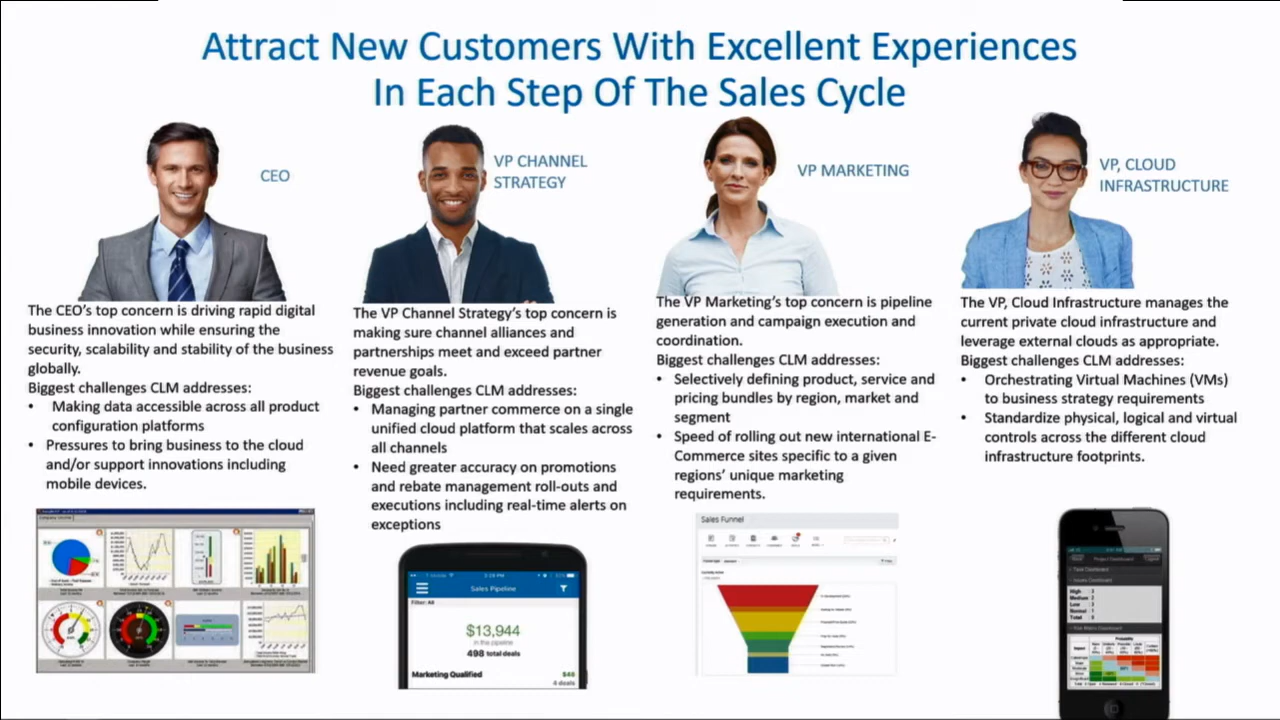 Attract New Customers With Excellent Experiences
In Each Step Of The Sales Cycle
CEO
The CEO's top concern is driving rapid digital
business innovation while ensuring the
security, scalability and stability of the business
globally.
Biggest challenges CLM addresses:
• Making data accessible across all product
configuration platforms
• Pressures to bring business to the cloud
and/or support innovations including
mobile devices.
VP CHANNEL
STRATEGY
The VP Channel Strategy's top concern is
making sure channel alliances and
partnerships meet and exceed partner
revenue goals.
Biggest challenges CLM addresses:
• Managing partner commerce on a single
unified cloud platform that scales across
all channels
• Need greater accuracy on promotions
and rebate management roll-outs and
executions including real-time alerts on
exceptions
Sales Pipeline
Filter: All
$13,944
in the pipeline
498 total deals
Marketing Qualified
$48
4 deals
VP MARKETING
The VP Marketing's top concern is pipeline
generation and campaign execution and
coordination.
Biggest challenges CLM addresses:
• Selectively defining product, service and
pricing bundles by region, market and
segment
• Speed of rolling out new international E-
Commerce sites specific to a given
regions' unique marketing
requirements.
Sales Funnel
VP, CLOUD
INFRASTRUCTURE
The VP, Cloud Infrastructure manages the
current private cloud infrastructure and
leverage external clouds as appropriate.
Biggest challenges CLM addresses:
• Orchestrating Virtual Machines (VMs)
to business strategy requirements
• Standardize physical, logical and virtual
controls across the different cloud
infrastructure footprints.
Project Dashboard
Issues Dashboard
High : 3
Medium : 2
Low : 3
Normal : 1
Probability
Impact